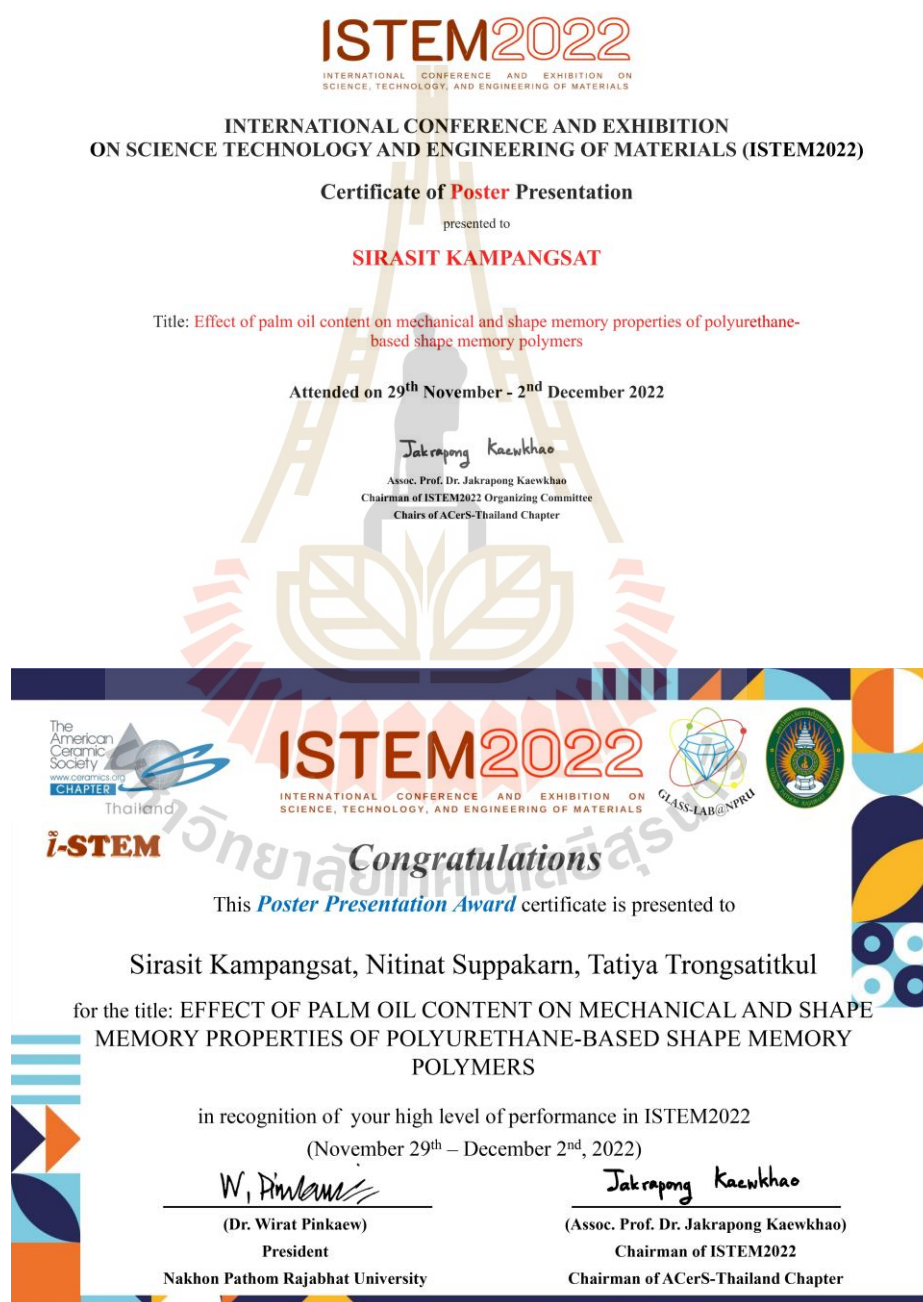 ISTEM2022
INTERNATIONAL CONFERENCE AND EXHIBITION ON
SCIENCE, TECHNOLOGY, AND ENGINEERING OF MATERIALS
INTERNATIONAL CONFERENCE AND EXHIBITION
ON SCIENCE TECHNOLOGY AND ENGINEERING OF MATERIALS (ISTEM2022)
Certificate of Poster Presentation
presented to
SIRASIT KAMPANGSAT
Title: Effect of palm oil content on mechanical and shape memory properties of polyurethane-
based shape memory polymers
Attended on 29th November - 2nd December 2022
Jakrapong Kaewkhao
Assoc. Prof. Dr. Jakrapong Kaewkhao
Chairman of ISTEM2022 Organizing Committee
Chairs of ACerS-Thailand Chapter
The
American
Ceramic
Society
www.ceramics.org
CHAPTER
Thailand
ISTEM2022
INTERNATIONAL CONFERENCE AND EXHIBITION ON
SCIENCE, TECHNOLOGY, AND ENGINEERING OF MATERIALS
GLASS-LAB@NPRU
i-STEM
Congratulations
This Poster Presentation Award certificate is presented to
Sirasit Kampangsat, Nitinat Suppakarn, Tatiya Trongsatitkul
for the title: EFFECT OF PALM OIL CONTENT ON MECHANICAL AND SHAPE
MEMORY PROPERTIES OF POLYURETHANE-BASED SHAPE MEMORY
POLYMERS
in recognition of your high level of performance in ISTEM2022
(November 29th – December 2nd, 2022)
Jakrapong Kaewkhao
(Dr. Wirat Pinkaew)
President
Nakhon Pathom Rajabhat University
(Assoc. Prof. Dr. Jakrapong Kaewkhao)
Chairman of ISTEM2022
Chairman of ACerS-Thailand Chapter